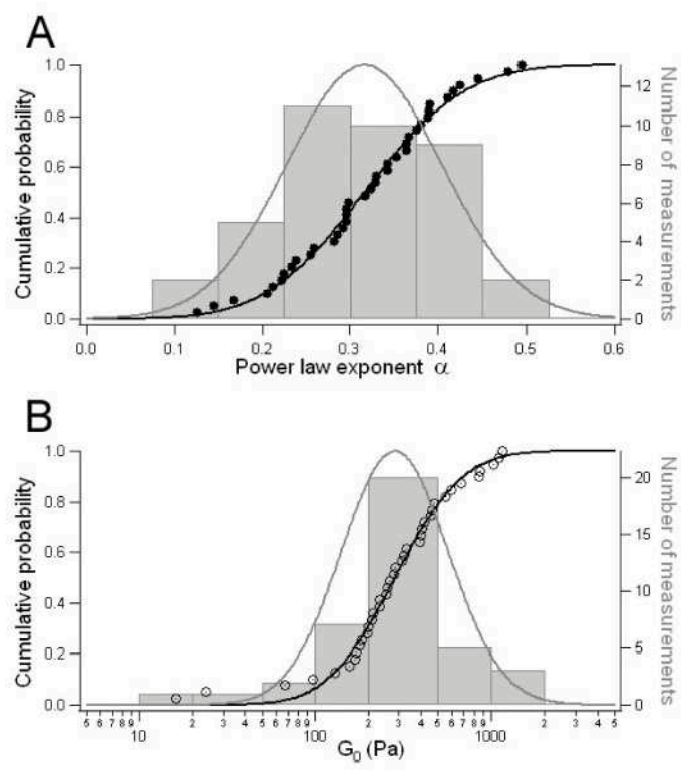 A
Cumulative probability
1.0
0.8
0.6
0.4
0.2
0.0
12
10
8
6
4
2
0
Number of measurements
0.0 0.1 0.2 0.3 0.4 0.5 0.6
Power law exponent α
B
Cumulative probability
1.0
0.8
0.6
0.4
0.2
0.0
20
15
10
5
0
Number of measurements
5 6 7 8 9 2 3 4 5 6 7 8 9 2 3 4 5 6 7 8 9 2 3 4 5
10 100 1000
G₀ (Pa)